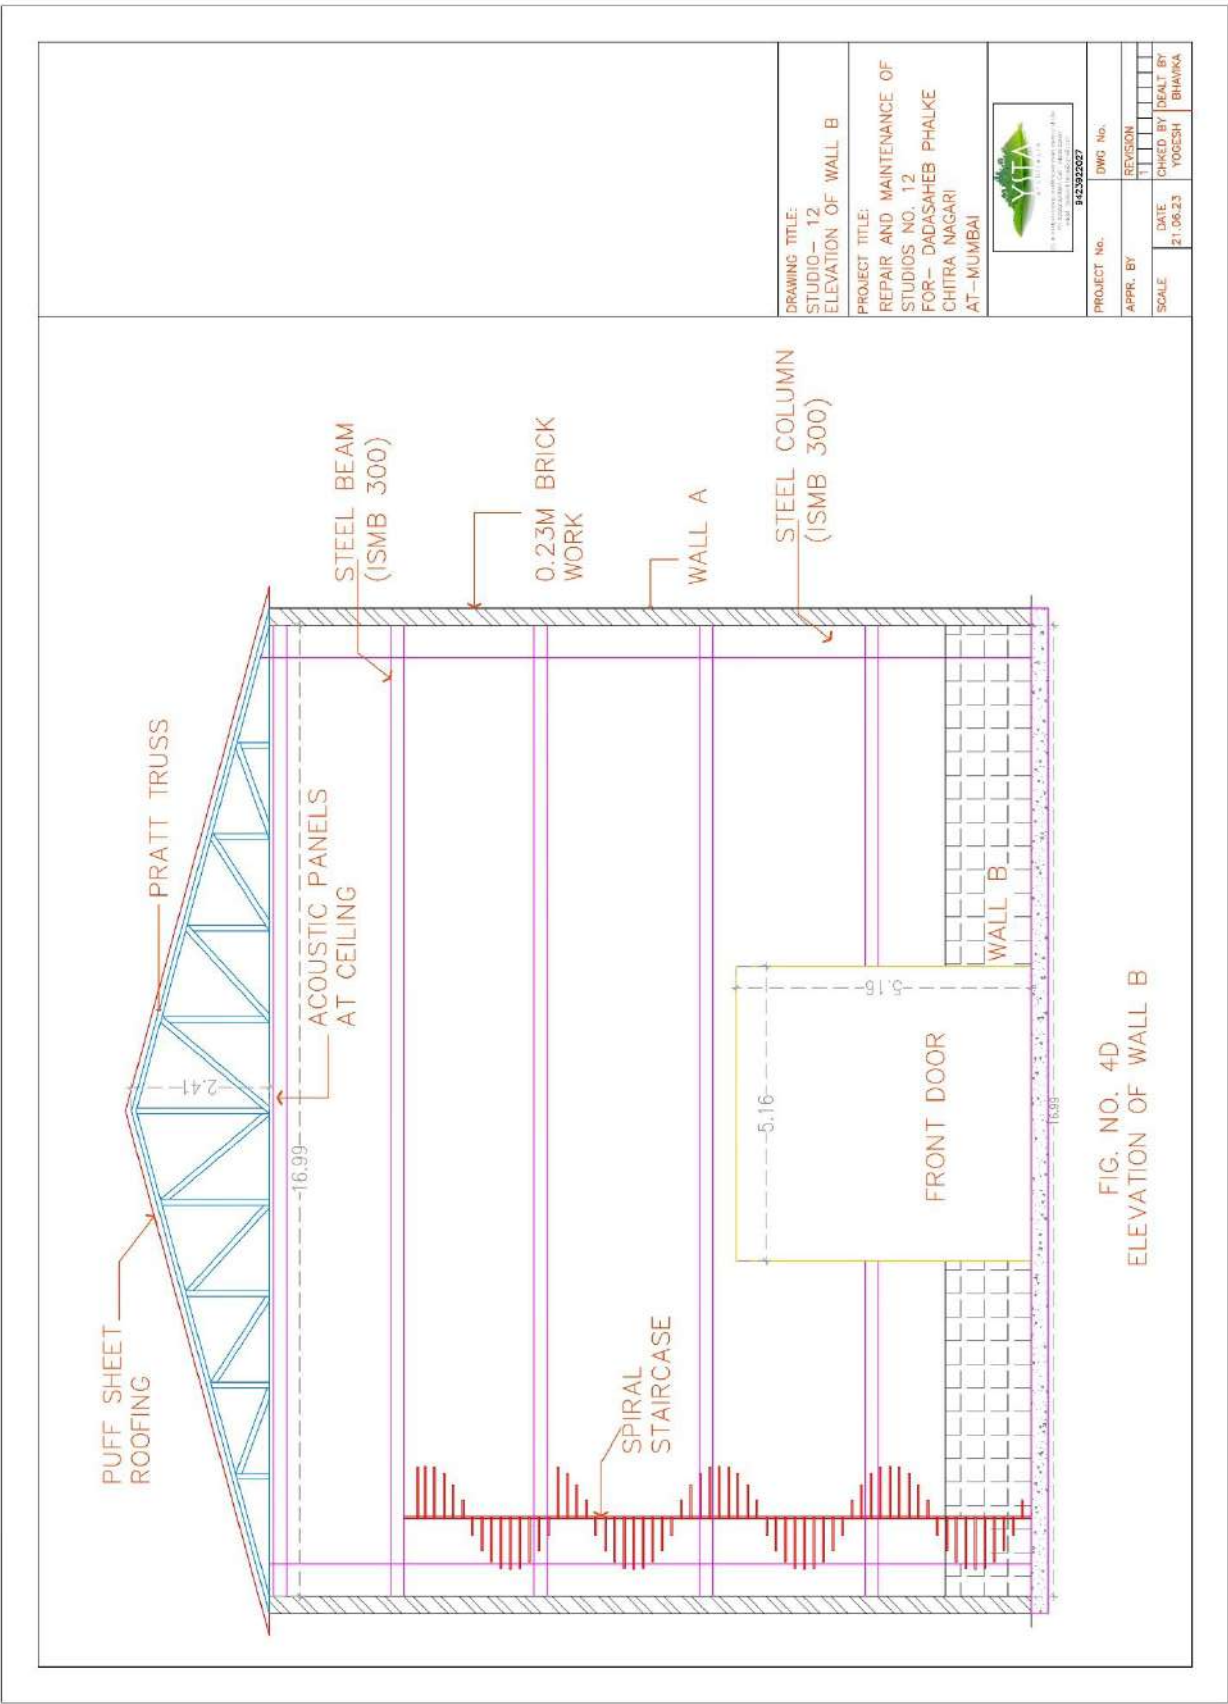 PUFF SHEET
ROOFING
PRATT TRUSS
2.41
16.99
ACOUSTIC PANELS
AT CEILING
STEEL BEAM
(ISMB 300)
0.23M BRICK
WORK
WALL A
STEEL COLUMN
(ISMB 300)
SPIRAL
STAIRCASE
5.16
5.16
FRONT DOOR
WALL B
16.99
FIG. NO. 4D
ELEVATION OF WALL B
DRAWING TITLE:
STUDIO- 12
ELEVATION OF WALL B
PROJECT TITLE:
REPAIR AND MAINTENANCE OF
STUDIOS NO. 12
FOR- DADASAHEB PHALKE
CHITRA NAGARI
AT-MUMBAI
9423922027
PROJECT No.
DWG No.
APPR. BY
REVISION
1
SCALE
DATE
21.06.23
CHKED BY
YOGESH
DEALT BY
BHAVIKA